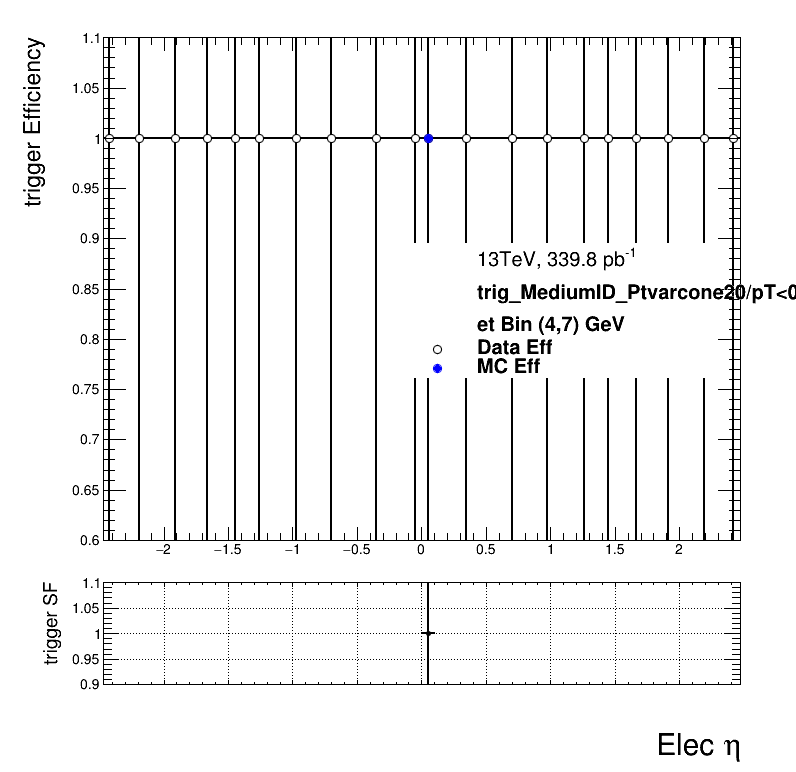 trigger Efficiency
1.1
1.05
1
0.95
0.9
0.85
0.8
0.75
0.7
0.65
0.6
−2 −1.5 −1 −0.5 0 0.5 1 1.5 2
13TeV, 339.8 pb⁻¹
trig_MediumID_Ptvarcone20/pT<0
et Bin (4,7) GeV
Data Eff
MC Eff
trigger SF
1.1
1.05
1
0.95
0.9
Elec η